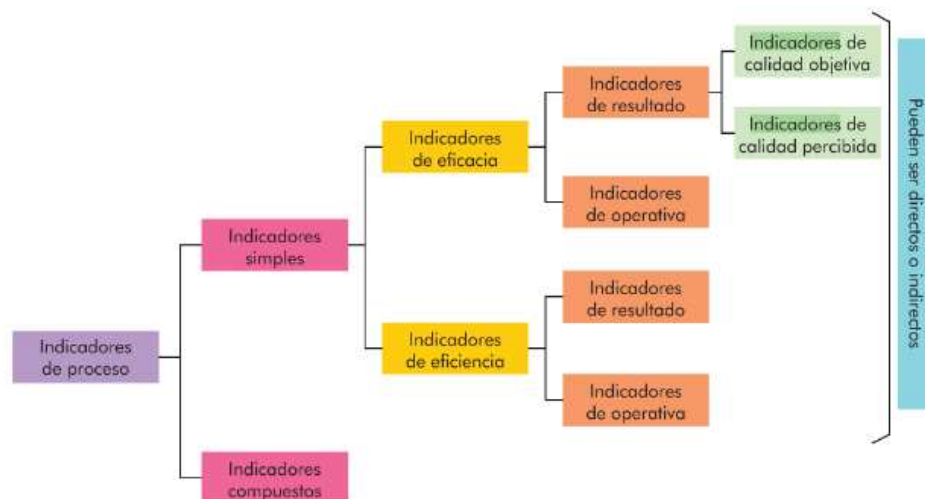 Indicadores
de proceso
Indicadores
simples
Indicadores
compuestos
Indicadores
de eficacia
Indicadores
de eficiencia
Indicadores
de resultado
Indicadores
de operativa
Indicadores
de resultado
Indicadores
de operativa
Indicadores de
calidad objetiva
Indicadores de
calidad percibida
Pueden ser directos o indirectos